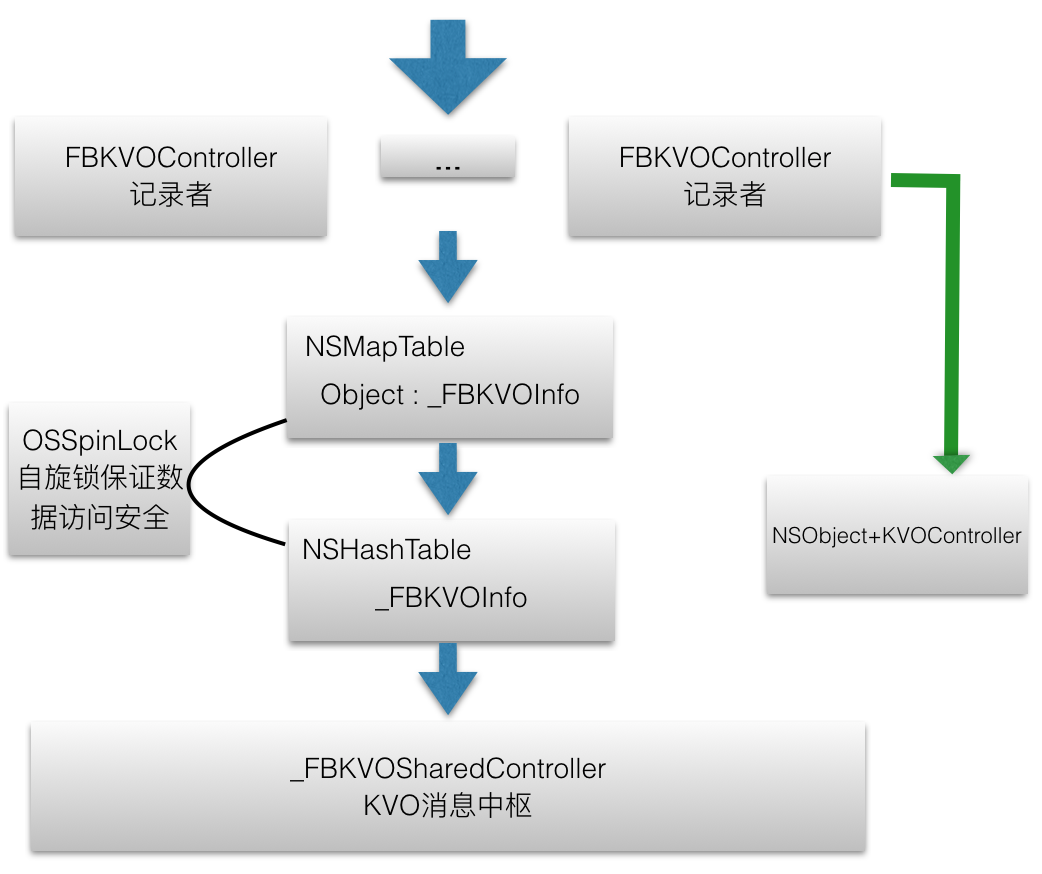 FBKVOController
记录者
...
FBKVOController
记录者
NSMapTable
Object : _FBKVOInfo
OSSpinLock
自旋锁保证数
据访问安全
NSHashTable
_FBKVOInfo
NSObject+KVOController
_FBKVOSharedController
KVO消息中枢